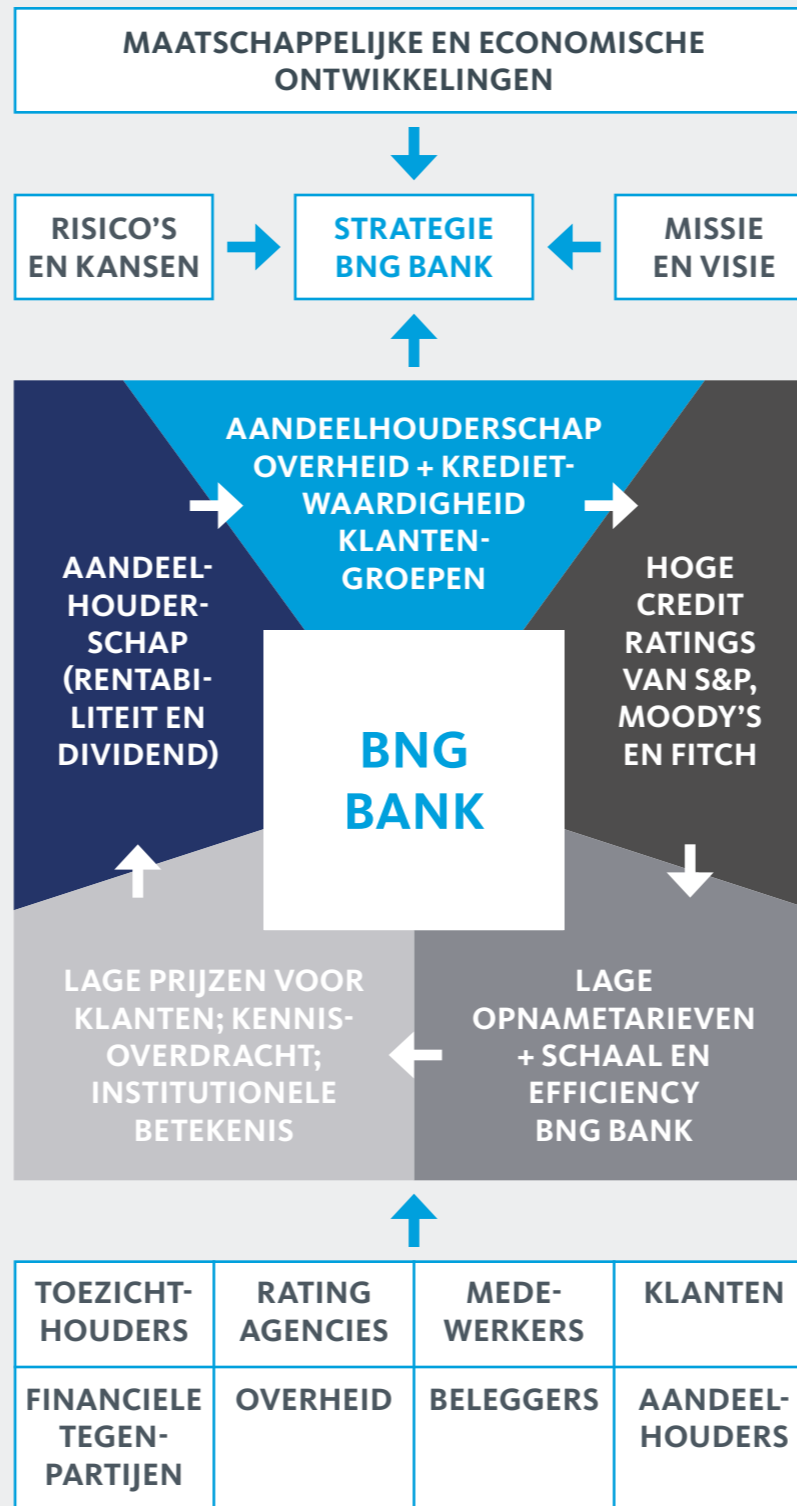 MAATSCHAPPELIJKE EN ECONOMISCHE
ONTWIKKELINGEN
RISICO'S
EN KANSEN
STRATEGIE
BNG BANK
MISSIE
EN VISIE
AANDEELHOUDERSCHAP
OVERHEID + KREDIET-
WAARDIGHEID
KLANTEN-
GROEPEN
AANDEEL-
HOUDER-
SCHAP
(RENTABI-
LITEIT EN
DIVIDEND)
HOGE
CREDIT
RATINGS
VAN S&P,
MOODY'S
EN FITCH
BNG
BANK
LAGE PRIJZEN VOOR
KLANTEN; KENNIS-
OVERDRACHT;
INSTITUTIONELE
BETEKENIS
LAGE
OPNAMETARIEVEN
+ SCHAAL EN
EFFICIENCY
BNG BANK
TOEZICHT-
HOUDERS
RATING
AGENCIES
MEDE-
WERKERS
KLANTEN
FINANCIELE
TEGEN-
PARTIJEN
OVERHEID
BELEGGERS
AANDEEL-
HOUDERS